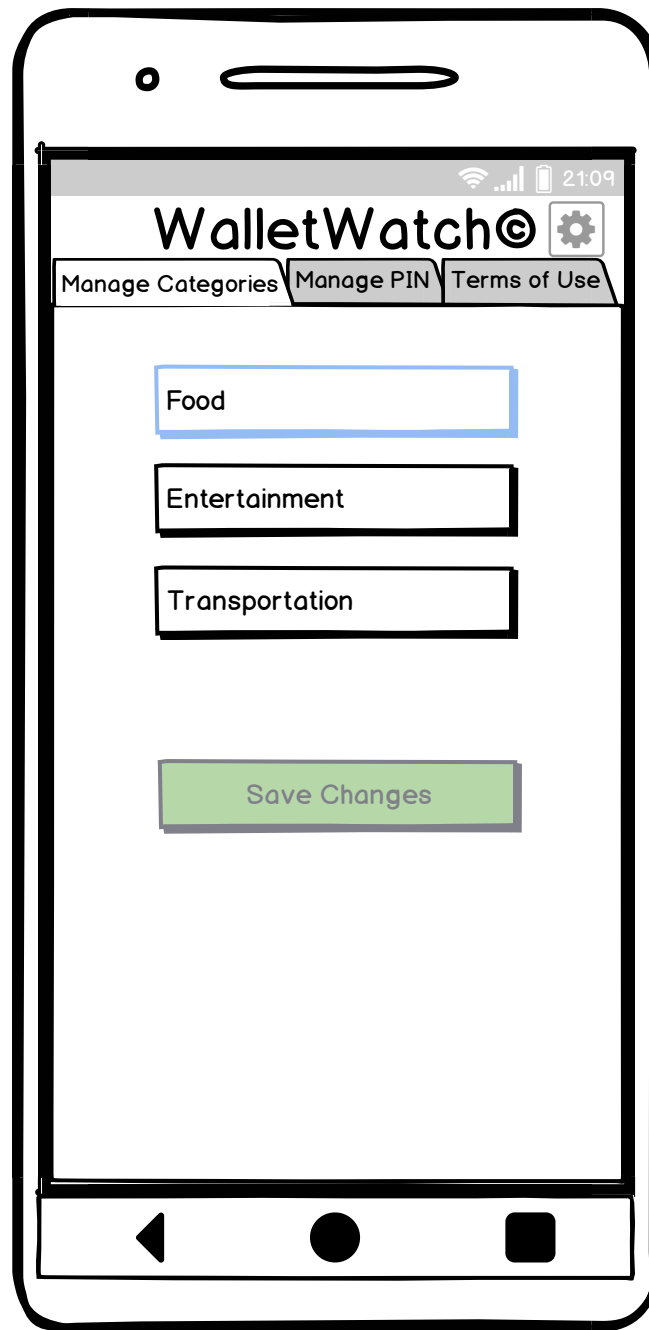 21:09
WalletWatch©
Manage Categories Manage PIN Terms of Use
Food
Entertainment
Transportation
Save Changes